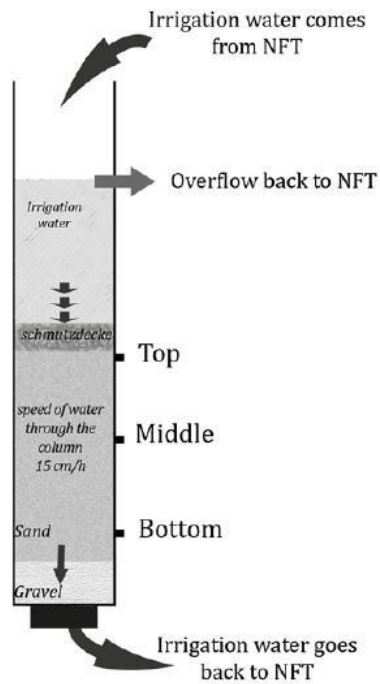 Irrigation water comes
from NFT
Overflow back to NFT
Irrigation
water
schmutzdecke
Top
speed of water
through the
column
15 cm/h
Middle
Sand
Bottom
Gravel
Irrigation water goes
back to NFT